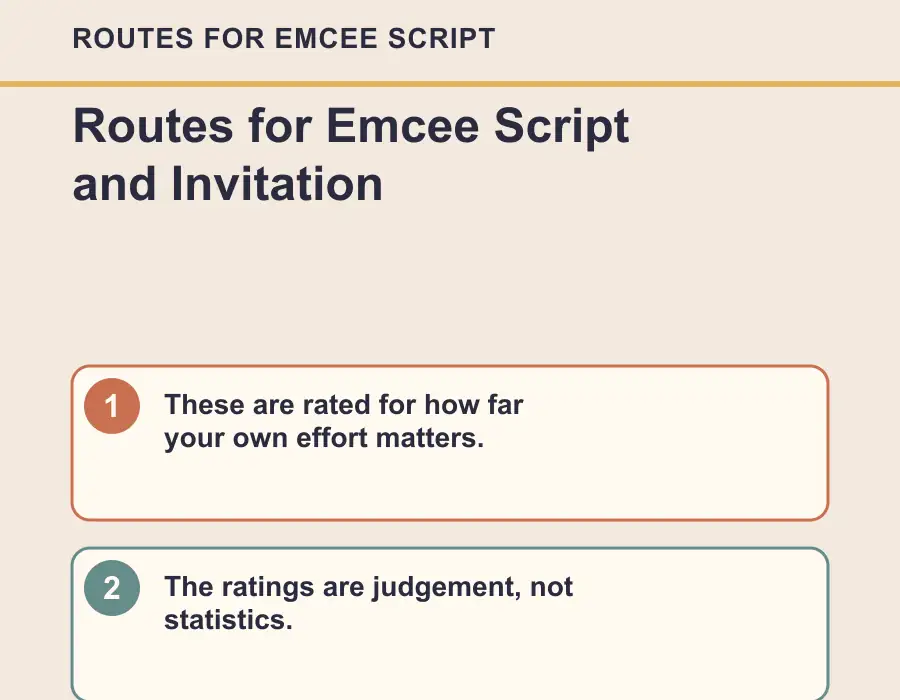 ROUTES FOR EMCEE SCRIPT
Routes for Emcee Script
and Invitation
1
These are rated for how far
your own effort matters.
2
The ratings are judgement, not
statistics.